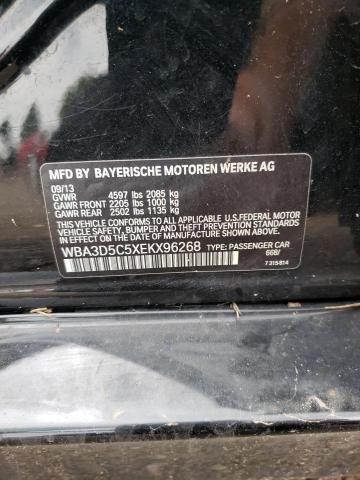 MFD BY BAYERISCHE MOTOREN WERKE AG
09/13
GVWR 4597 lbs 2085 kg
GAWR FRONT 2205 lbs 1000 kg
GAWR REAR 2502 lbs 1135 kg
THIS VEHICLE CONFORMS TO ALL APPLICABLE U.S.FEDERAL MOTOR
VEHICLE SAFETY, BUMPER AND THEFT PREVENTION STANDARDS
IN EFFECT ON THE DATE OF MANUFACTURE SHOWN ABOVE.
WBA3D5C5XEKX96268 TYPE: PASSENGER CAR
668/
7 315 814